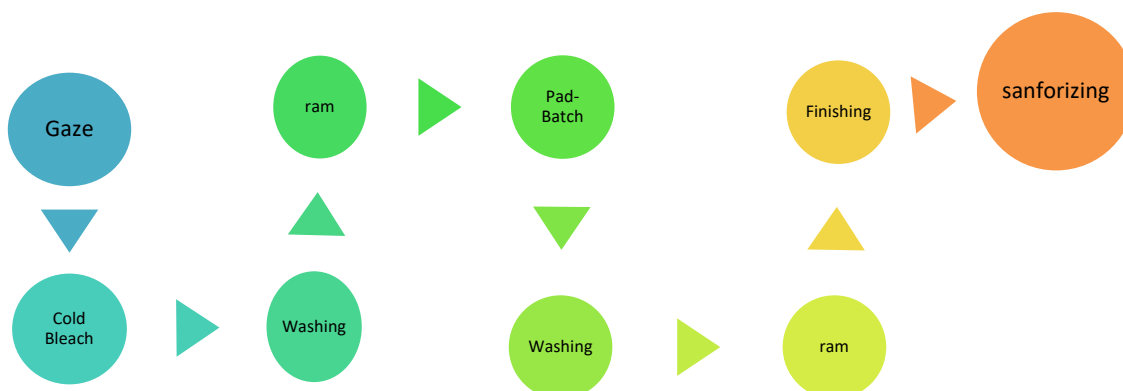 Gaze
Cold
Bleach
Washing
ram
Pad-
Batch
Washing
ram
Finishing
sanforizing